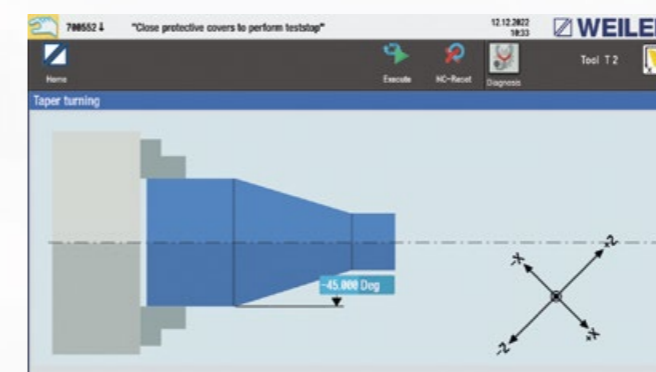 700552 ↓ "Close protective covers to perform teststop" 12.12.2022 10:33 WEILER
Home Execute NC-Reset Diagnosis Tool T 2
Taper turning
-45.000 Deg
-X +Z
-Z +X